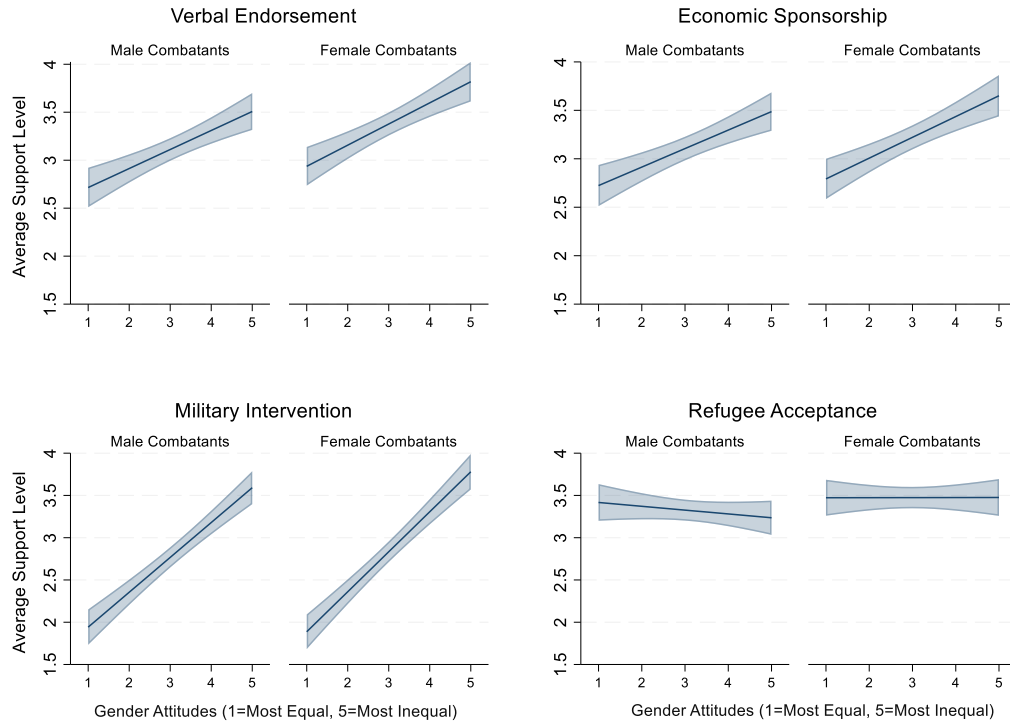 Verbal Endorsement
Male Combatants
Female Combatants
Average Support Level
4
3.5
3
2.5
2
1.5
1 2 3 4 5
1 2 3 4 5
Economic Sponsorship
Male Combatants
Female Combatants
4
3.5
3
2.5
2
1.5
1 2 3 4 5
1 2 3 4 5
Military Intervention
Male Combatants
Female Combatants
Average Support Level
4
3.5
3
2.5
2
1.5
1 2 3 4 5
1 2 3 4 5
Gender Attitudes (1=Most Equal, 5=Most Inequal)
Refugee Acceptance
Male Combatants
Female Combatants
4
3.5
3
2.5
2
1.5
1 2 3 4 5
1 2 3 4 5
Gender Attitudes (1=Most Equal, 5=Most Inequal)